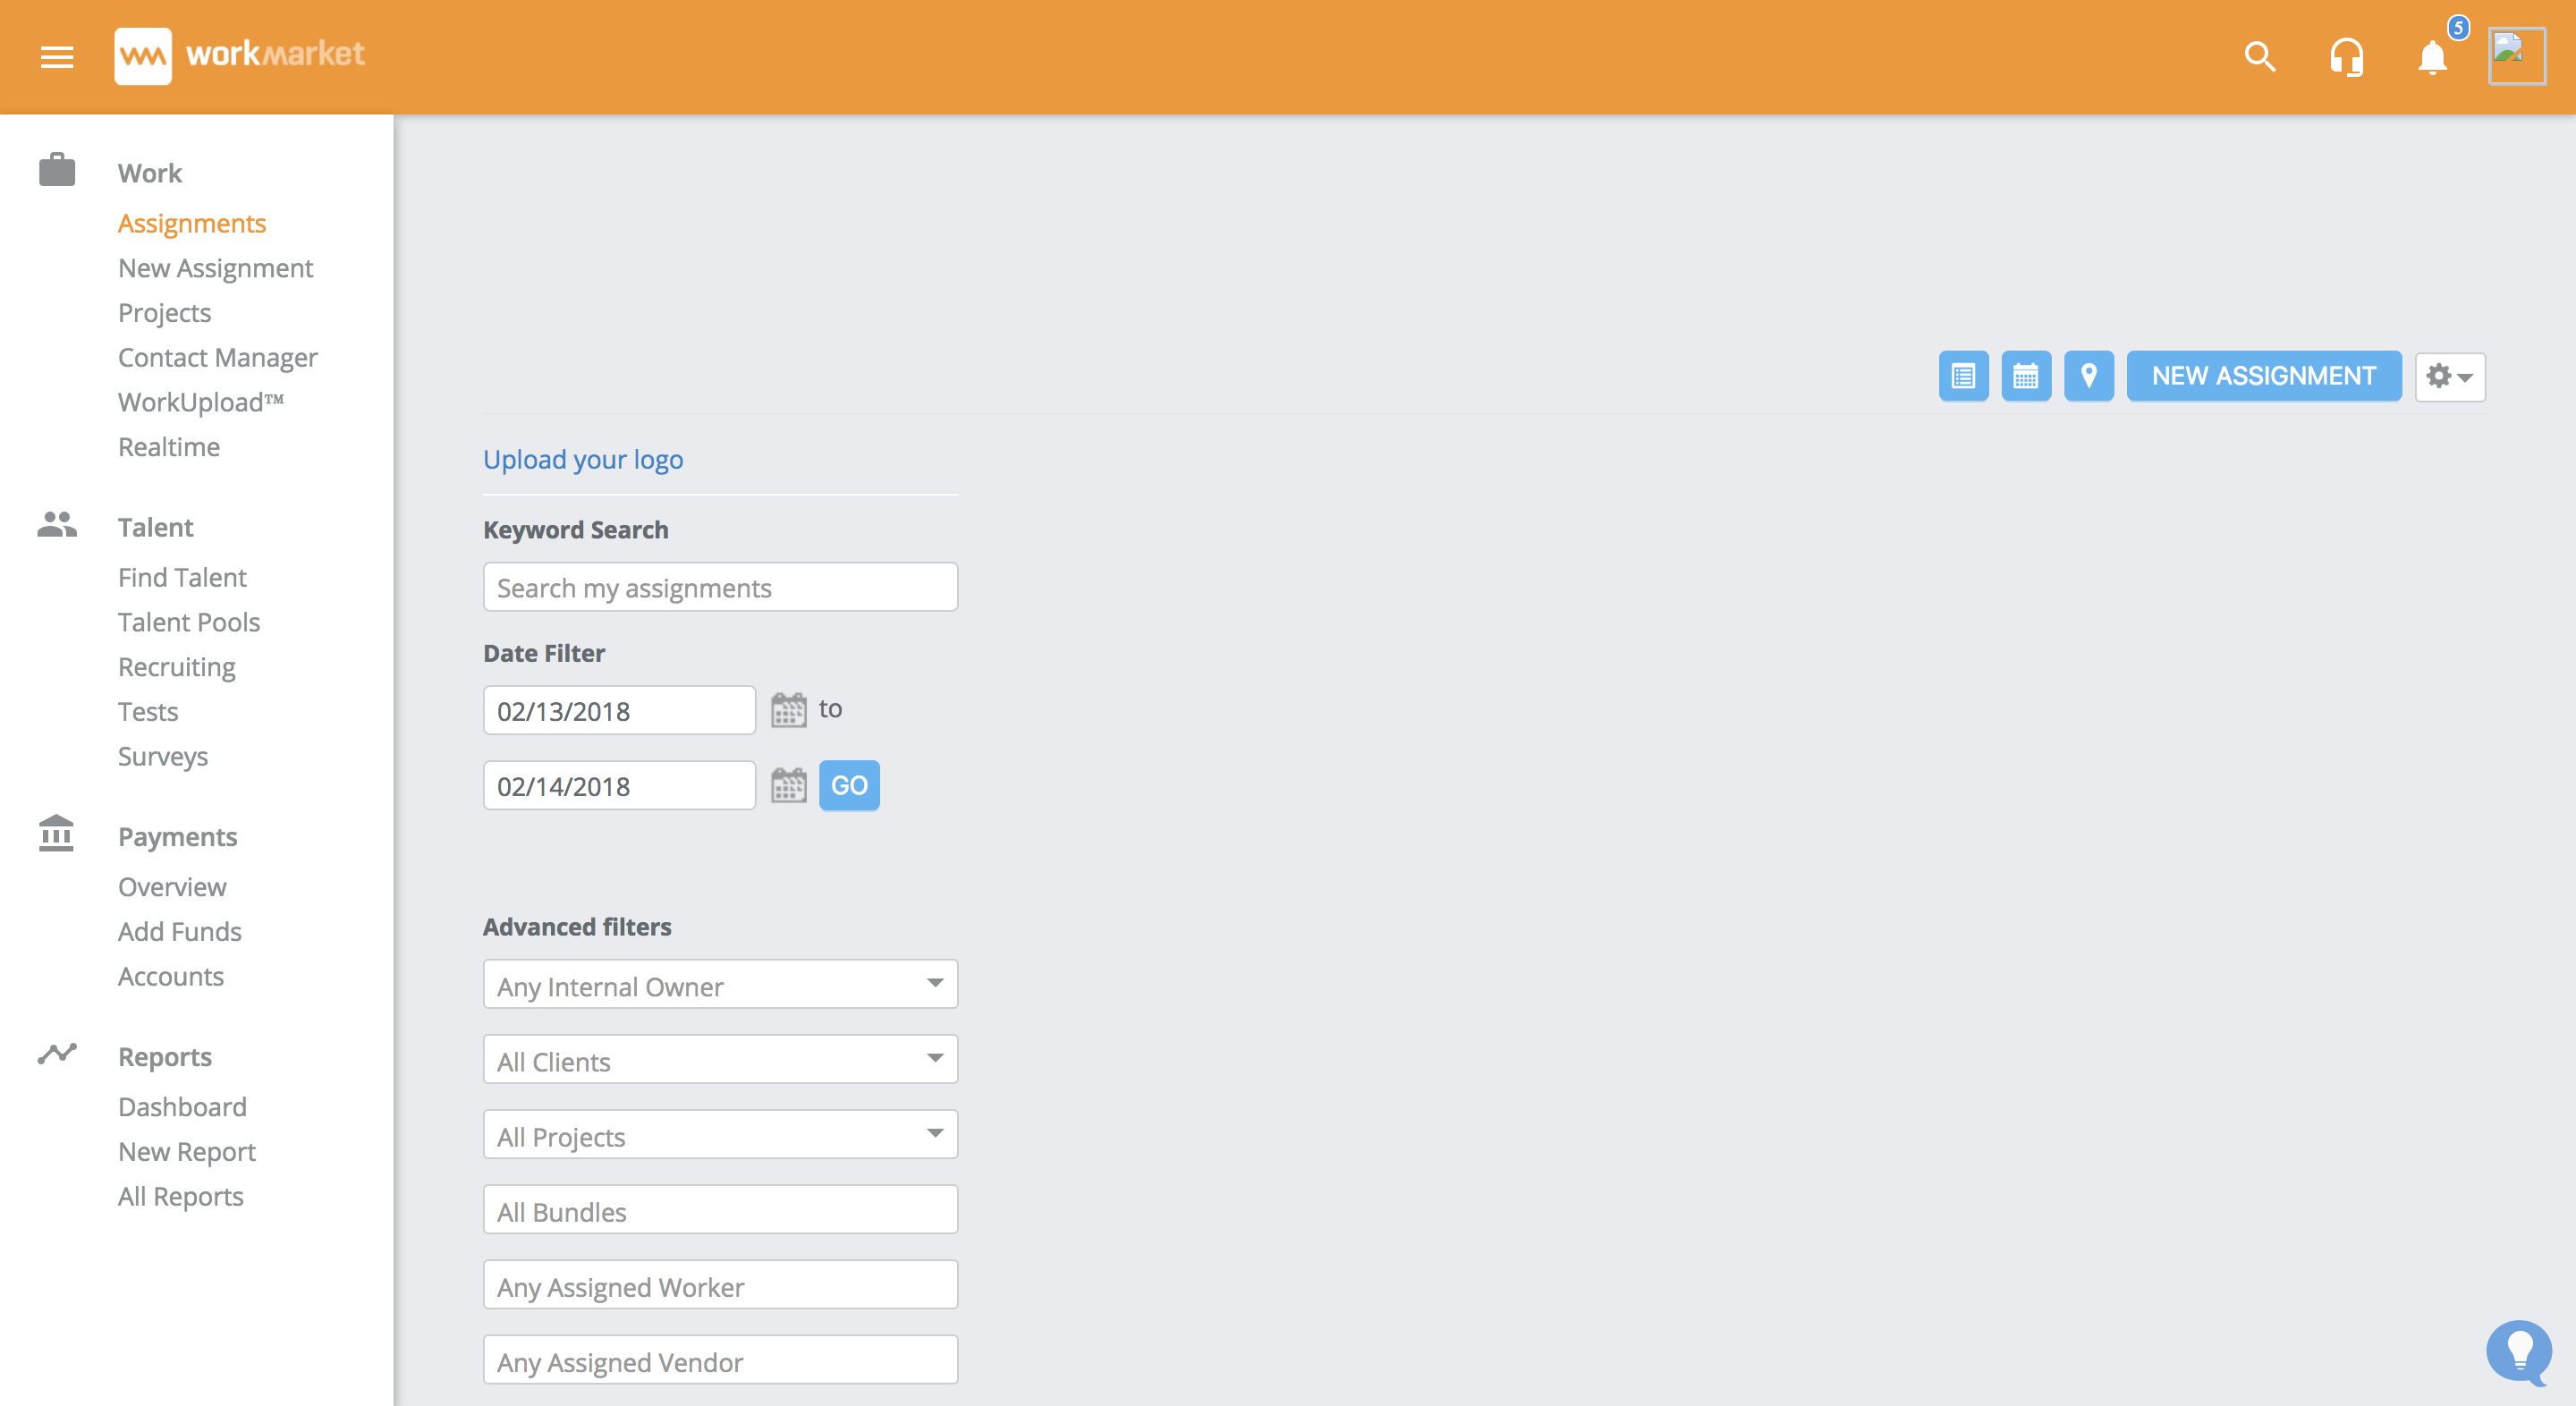 workmarket
5
Work
Assignments
New Assignment
Projects
Contact Manager
WorkUpload™
Realtime
Talent
Find Talent
Talent Pools
Recruiting
Tests
Surveys
Payments
Overview
Add Funds
Accounts
Reports
Dashboard
New Report
All Reports
NEW ASSIGNMENT
Upload your logo
Keyword Search
Search my assignments
Date Filter
02/13/2018 to
02/14/2018 GO
Advanced filters
Any Internal Owner
All Clients
All Projects
All Bundles
Any Assigned Worker
Any Assigned Vendor